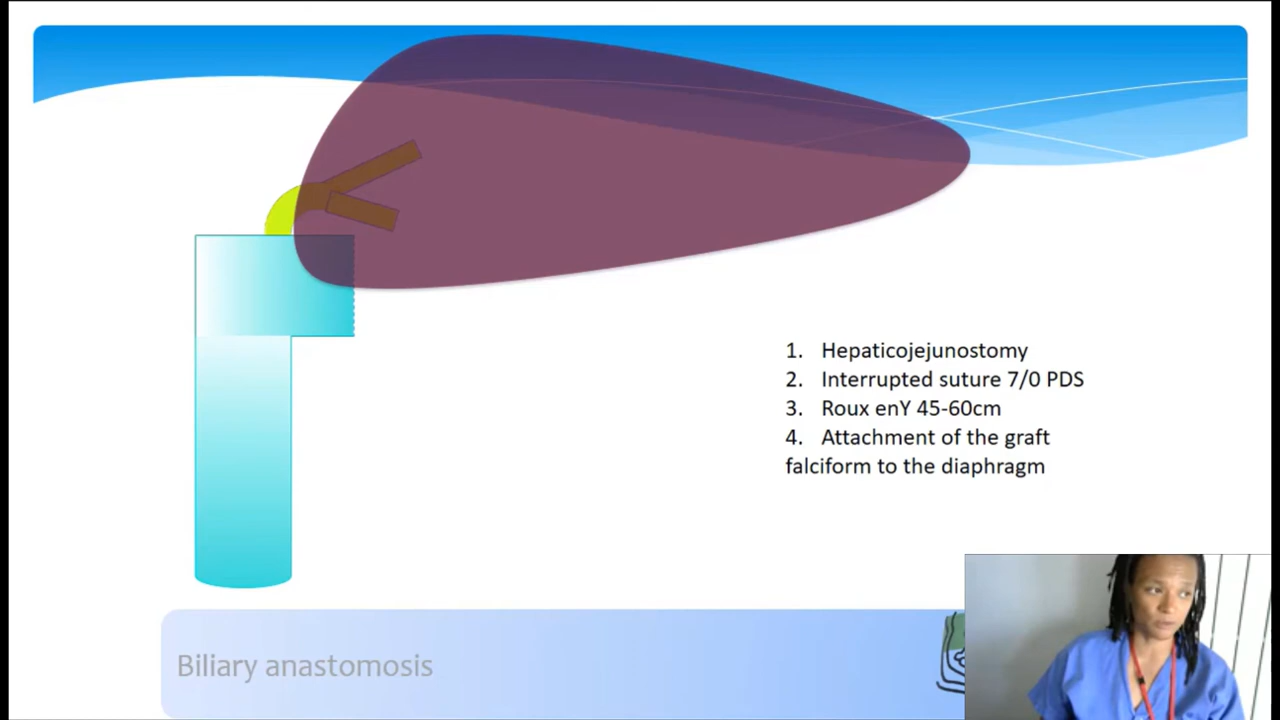 1. Hepaticojejunostomy
2. Interrupted suture 7/0 PDS
3. Roux enY 45-60cm
4. Attachment of the graft
falciform to the diaphragm
Biliary anastomosis